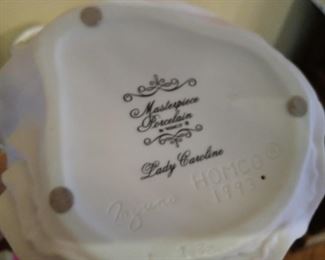 Masterpiece
Porcelain
Lady Caroline
HOMCO ©
1993